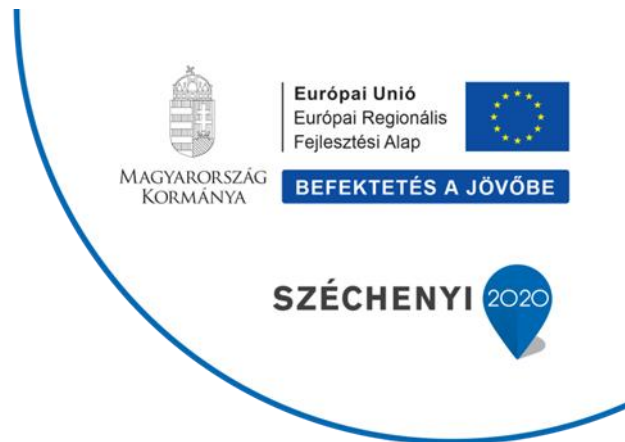 MAGYARORSZÁG
KORMÁNYA
Európai Unió
Európai Regionális
Fejlesztési Alap
BEFEKTETÉS A JÖVŐBE
SZÉCHENYI 2020